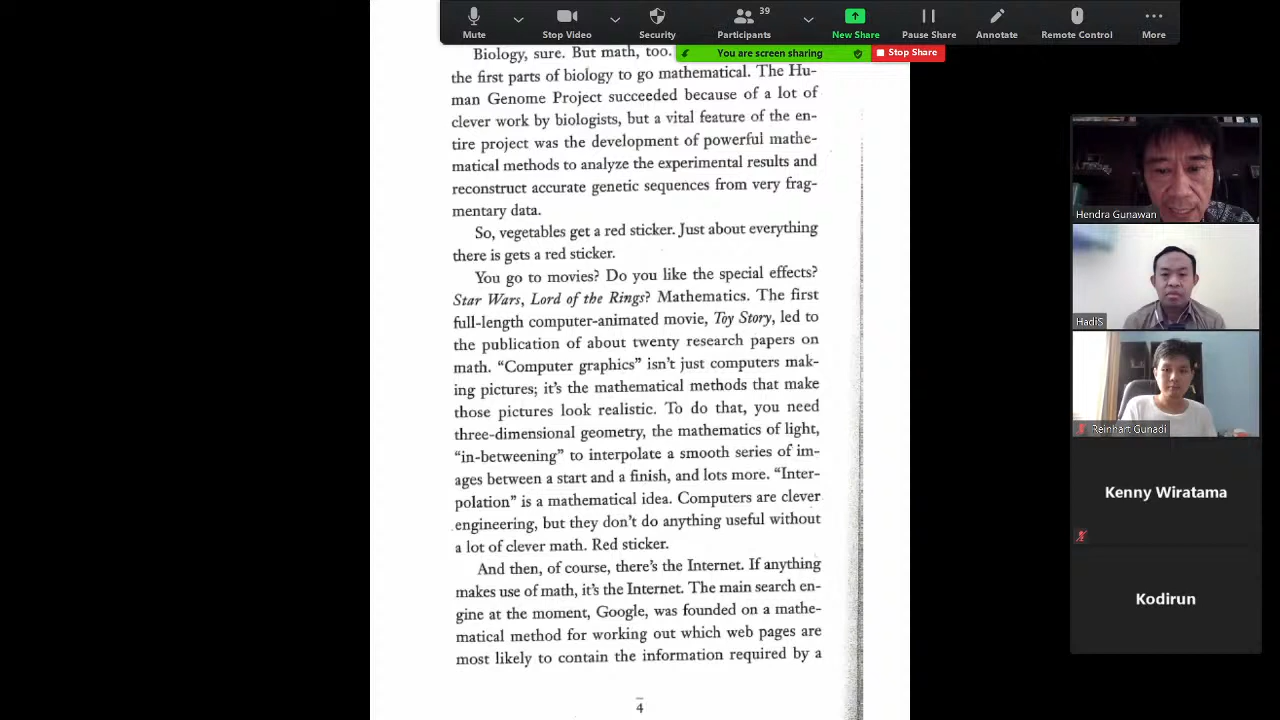 39
Mute
Stop Video
Security
Participants
New Share
Pause Share
Annotate
Remote Control
More
You are screen sharing
Stop Share
Biology, sure. But math, too.
the first parts of biology to go mathematical. The Hu-
man Genome Project succeeded because of a lot of
clever work by biologists, but a vital feature of the en-
tire project was the development of powerful mathe-
matical methods to analyze the experimental results and
reconstruct accurate genetic sequences from very frag-
mentary data.
So, vegetables get a red sticker. Just about everything
there is gets a red sticker.
You go to movies? Do you like the special effects?
Star Wars, Lord of the Rings? Mathematics. The first
full-length computer-animated movie, Toy Story, led to
the publication of about twenty research papers on
math. “Computer graphics” isn’t just computers mak-
ing pictures; it’s the mathematical methods that make
those pictures look realistic. To do that, you need
three-dimensional geometry, the mathematics of light,
“in-betweening” to interpolate a smooth series of im-
ages between a start and a finish, and lots more. “Inter-
polation” is a mathematical idea. Computers are clever
engineering, but they don’t do anything useful without
a lot of clever math. Red sticker.
And then, of course, there’s the Internet. If anything
makes use of math, it’s the Internet. The main search en-
gine at the moment, Google, was founded on a mathe-
matical method for working out which web pages are
most likely to contain the information required by a
4
Hendra Gunawan
HadiS
Reinhart Gunadi
Kenny Wiratama
Kodirun